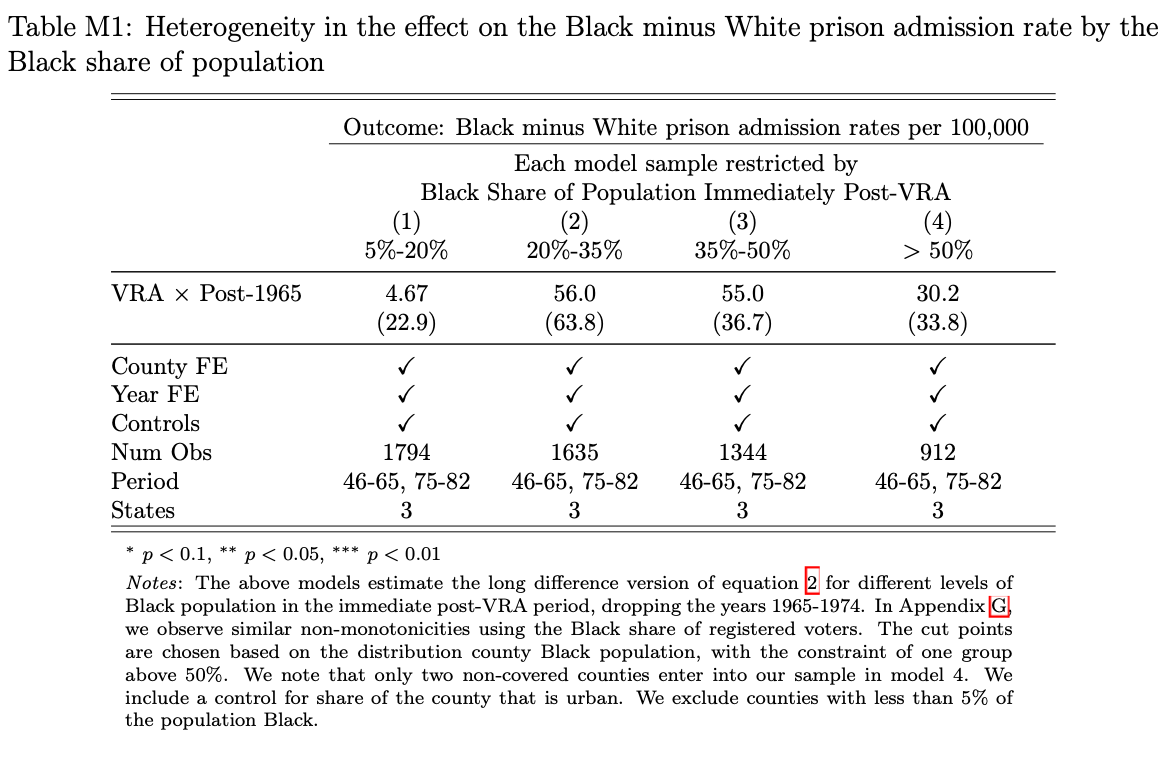 Table M1: Heterogeneity in the effect on the Black minus White prison admission rate by the
Black share of population
Outcome: Black minus White prison admission rates per 100,000
Each model sample restricted by
Black Share of Population Immediately Post-VRA
(1) (2) (3) (4)
5%-20% 20%-35% 35%-50% > 50%
VRA × Post-1965 4.67 56.0 55.0 30.2
(22.9) (63.8) (36.7) (33.8)
County FE ✓ ✓ ✓ ✓
Year FE ✓ ✓ ✓ ✓
Controls ✓ ✓ ✓ ✓
Num Obs 1794 1635 1344 912
Period 46-65, 75-82 46-65, 75-82 46-65, 75-82 46-65, 75-82
States 3 3 3 3
* p < 0.1, ** p < 0.05, *** p < 0.01
Notes: The above models estimate the long difference version of equation 2 for different levels of
Black population in the immediate post-VRA period, dropping the years 1965-1974. In Appendix G,
we observe similar non-monotonicities using the Black share of registered voters. The cut points
are chosen based on the distribution county Black population, with the constraint of one group
above 50%. We note that only two non-covered counties enter into our sample in model 4. We
include a control for share of the county that is urban. We exclude counties with less than 5% of
the population Black.